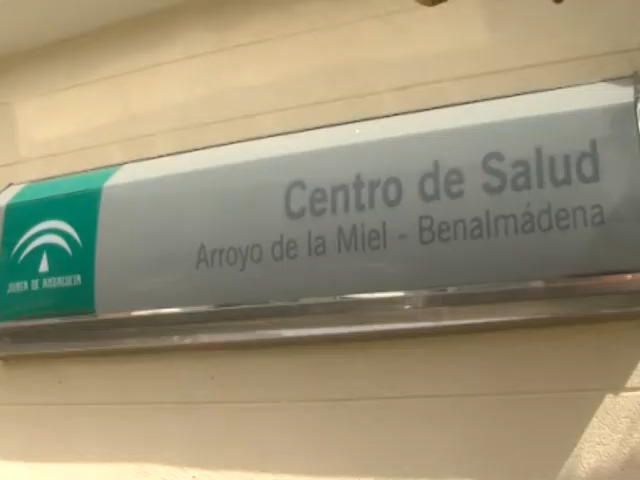 Centro de Salud
Arroyo de la Miel - Benalmádena
JUNTA DE ANDALUCIA